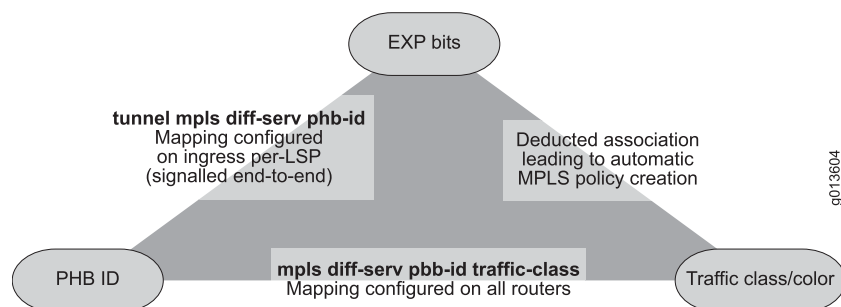 EXP bits
tunnel mpls diff-serv phb-id
Mapping configured
on ingress per-LSP
(signalled end-to-end)
Deducted association
leading to automatic
MPLS policy creation
g013604
PHB ID
mpls diff-serv pbb-id traffic-class
Mapping configured on all routers
Traffic class/color